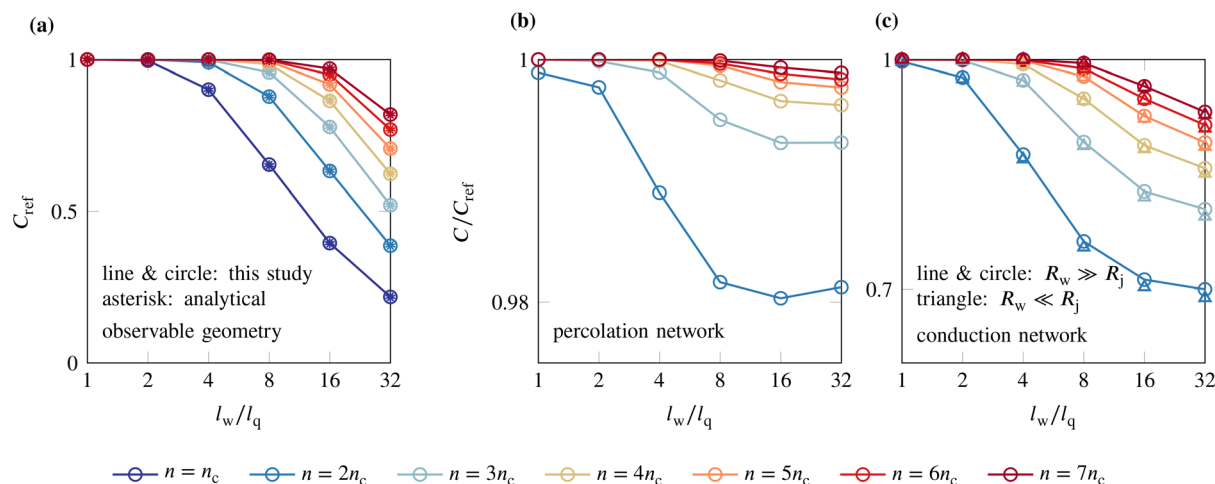 (a)
1
0.5
0
C_ref
line & circle: this study
asterisk: analytical
observable geometry
1 2 4 8 16 32
l_w/l_q
(b)
1
0.98
C/C_ref
percolation network
1 2 4 8 16 32
l_w/l_q
(c)
1
0.7
line & circle: R_w ≫ R_j
triangle: R_w ≪ R_j
conduction network
1 2 4 8 16 32
l_w/l_q
n = n_c n = 2n_c n = 3n_c n = 4n_c n = 5n_c n = 6n_c n = 7n_c